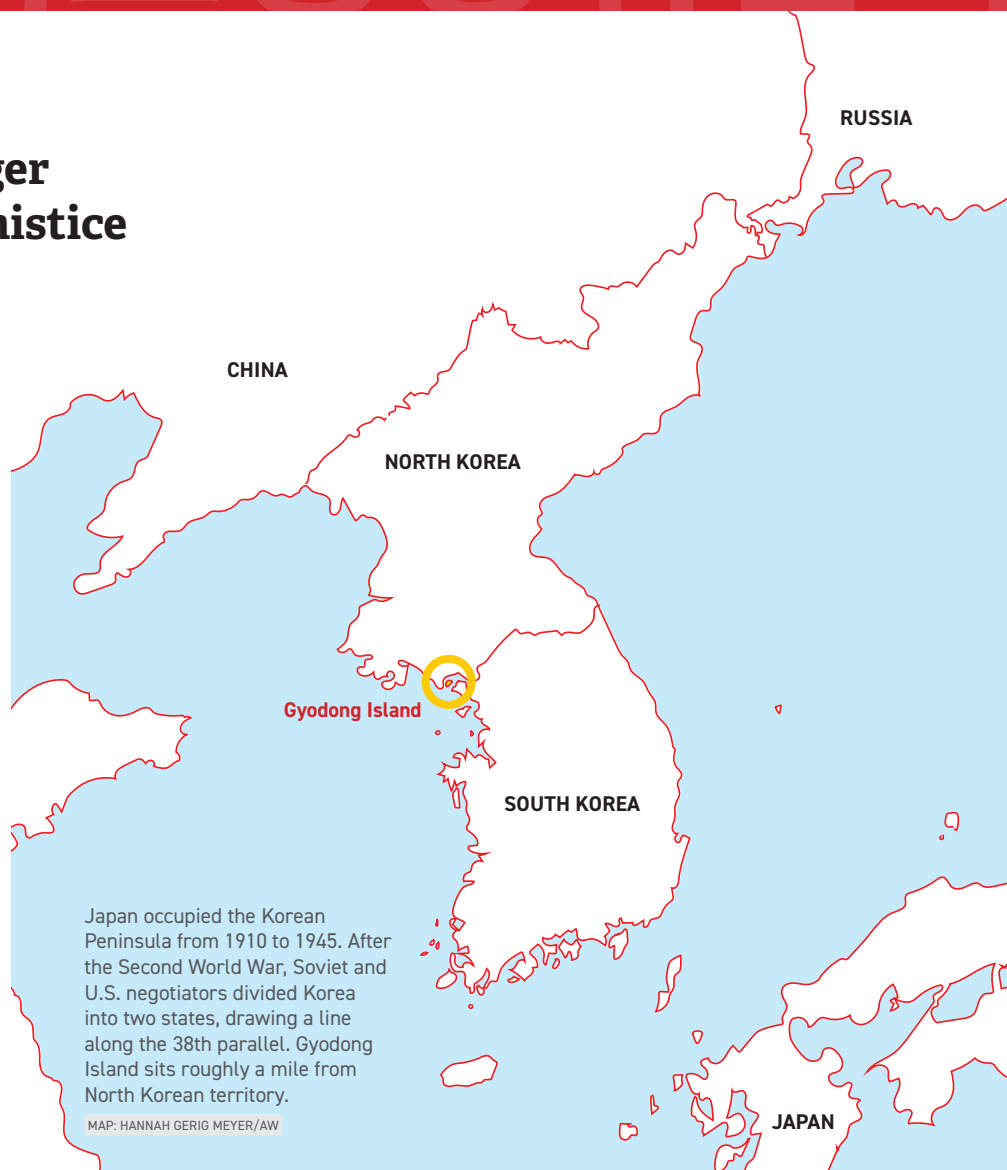 RUSSIA
CHINA
NORTH KOREA
Gyodong Island
SOUTH KOREA
Japan occupied the Korean
Peninsula from 1910 to 1945. After
the Second World War, Soviet and
U.S. negotiators divided Korea
into two states, drawing a line
along the 38th parallel. Gyodong
Island sits roughly a mile from
North Korean territory.
MAP: HANNAH GERIG MEYER/AW
JAPAN